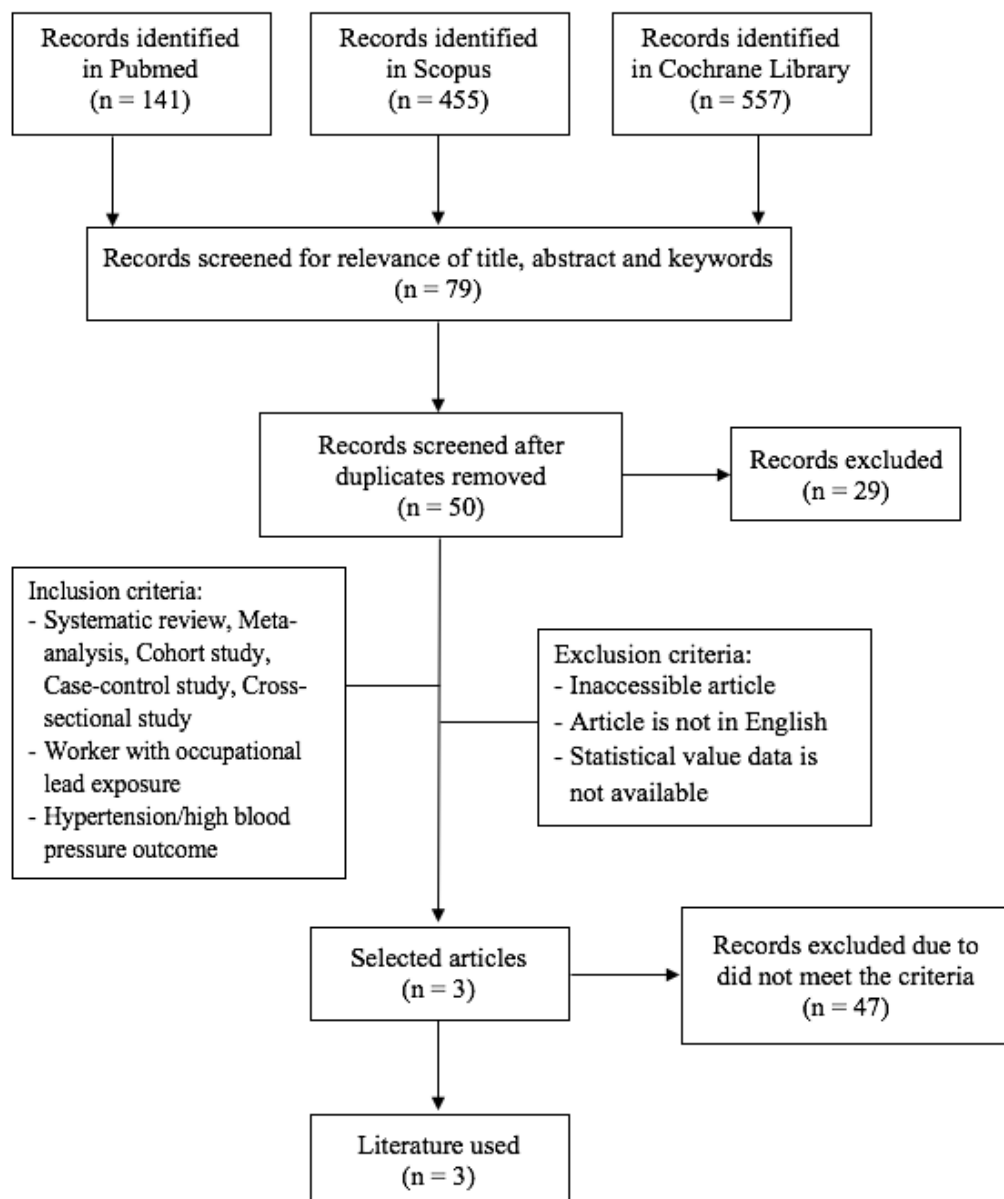 Records identified
in Pubmed
(n = 141)
Records identified
in Scopus
(n = 455)
Records identified
in Cochrane Library
(n = 557)
Records screened for relevance of title, abstract and keywords
(n = 79)
Records screened after
duplicates removed
(n = 50)
Records excluded
(n = 29)
Inclusion criteria:
- Systematic review, Meta-
analysis, Cohort study,
Case-control study, Cross-
sectional study
- Worker with occupational
lead exposure
- Hypertension/high blood
pressure outcome
Exclusion criteria:
- Inaccessible article
- Article is not in English
- Statistical value data is
not available
Selected articles
(n = 3)
Records excluded due to
did not meet the criteria
(n = 47)
Literature used
(n = 3)